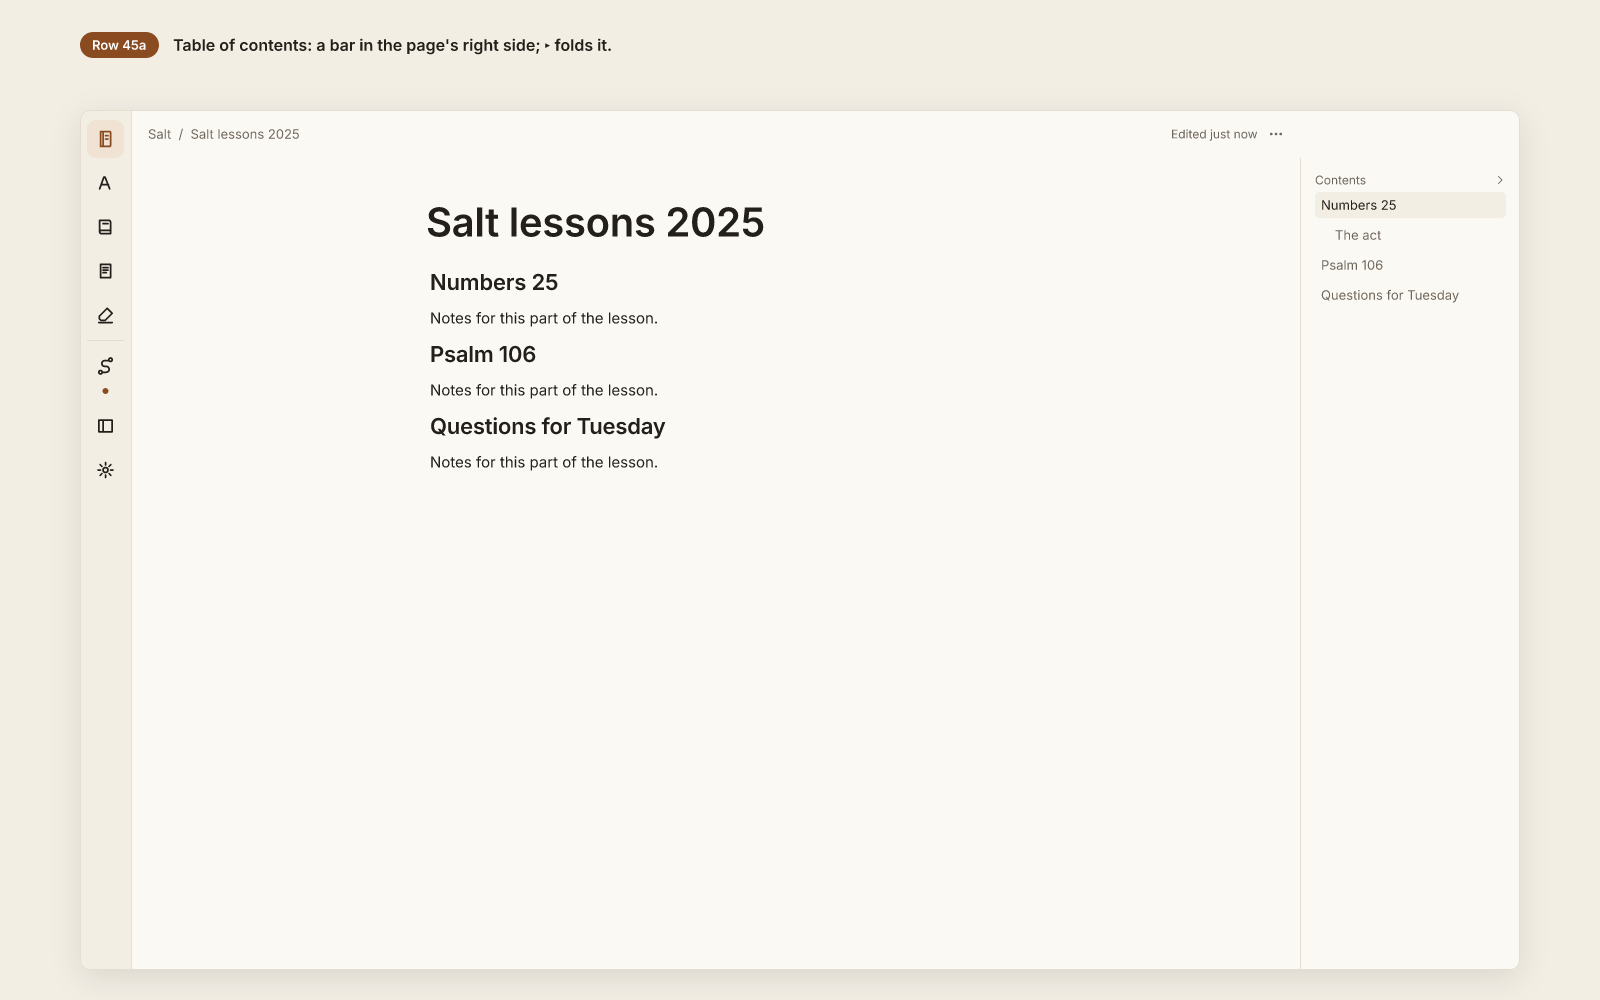 Row 45a
Table of contents: a bar in the page's right side; ▸ folds it.
Salt / Salt lessons 2025
Edited just now
Salt lessons 2025
Numbers 25
Notes for this part of the lesson.
Psalm 106
Notes for this part of the lesson.
Questions for Tuesday
Notes for this part of the lesson.
Contents
Numbers 25
The act
Psalm 106
Questions for Tuesday